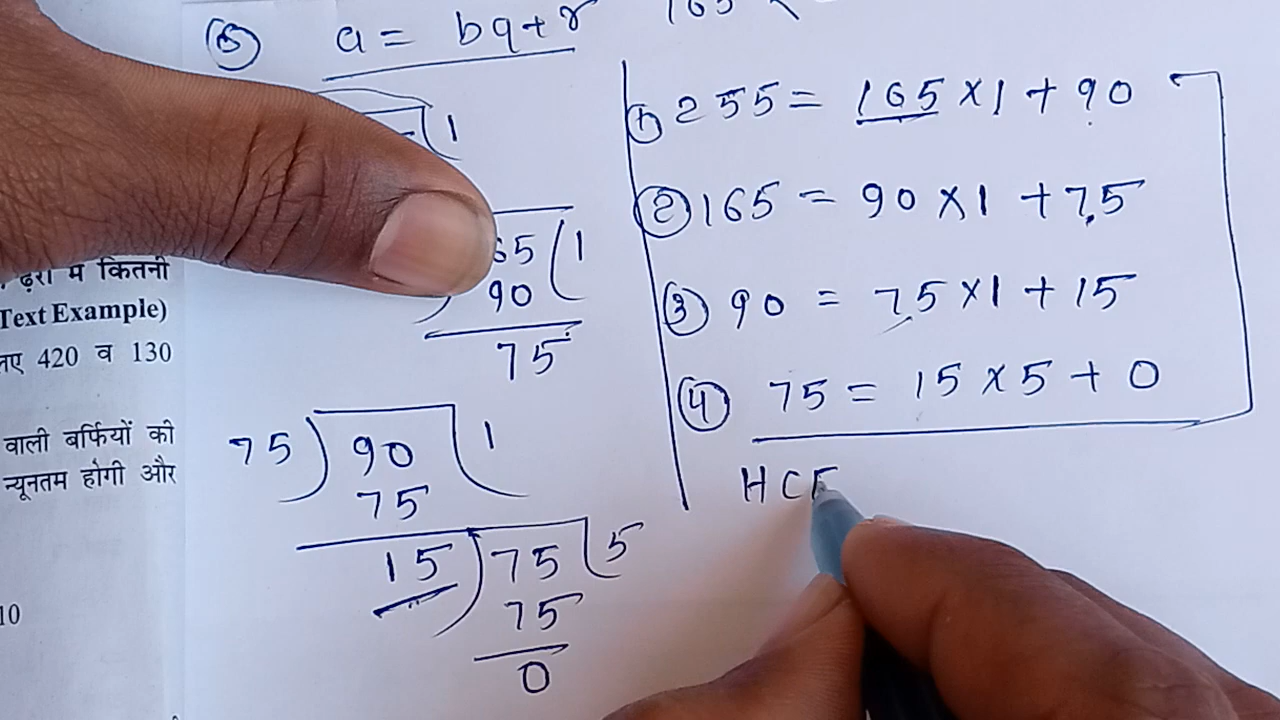 a = bq + r 165
1
65 ( 1
90
75
75 ) 90 ( 1
75
15 ) 75 ( 5
75
0
① 255 = 165 × 1 + 90
② 165 = 90 × 1 + 75
③ 90 = 75 × 1 + 15
④ 75 = 15 × 5 + 0
HCF
में कितनी
Text Example)
420 व 130
वाली बर्फियों की
न्यूनतम होगी और
10